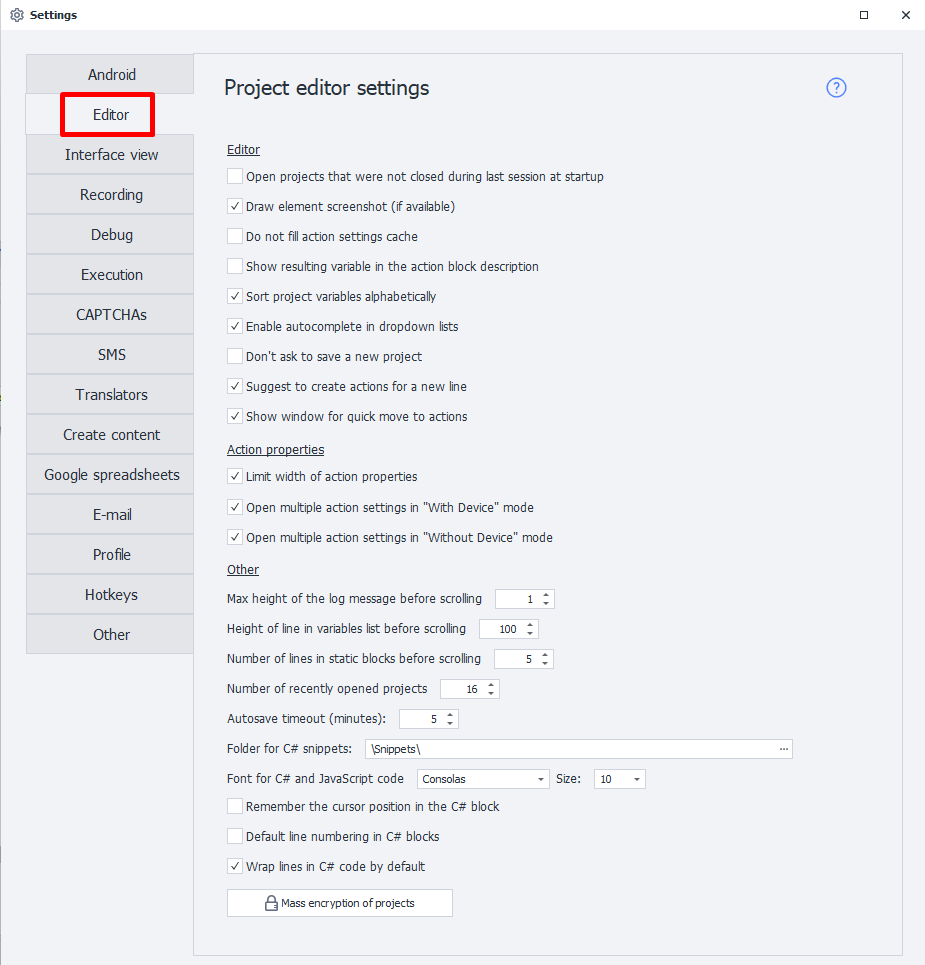 Settings
Android
Editor
Interface view
Recording
Debug
Execution
CAPTCHAs
SMS
Translators
Create content
Google spreadsheets
E-mail
Profile
Hotkeys
Other
Project editor settings
?
Editor
Open projects that were not closed during last session at startup
Draw element screenshot (if available)
Do not fill action settings cache
Show resulting variable in the action block description
Sort project variables alphabetically
Enable autocomplete in dropdown lists
Don't ask to save a new project
Suggest to create actions for a new line
Show window for quick move to actions
Action properties
Limit width of action properties
Open multiple action settings in "With Device" mode
Open multiple action settings in "Without Device" mode
Other
Max height of the log message before scrolling 1
Height of line in variables list before scrolling 100
Number of lines in static blocks before scrolling 5
Number of recently opened projects 16
Autosave timeout (minutes): 5
Folder for C# snippets: \Snippets\ ...
Font for C# and JavaScript code Consolas Size: 10
Remember the cursor position in the C# block
Default line numbering in C# blocks
Wrap lines in C# code by default
Mass encryption of projects